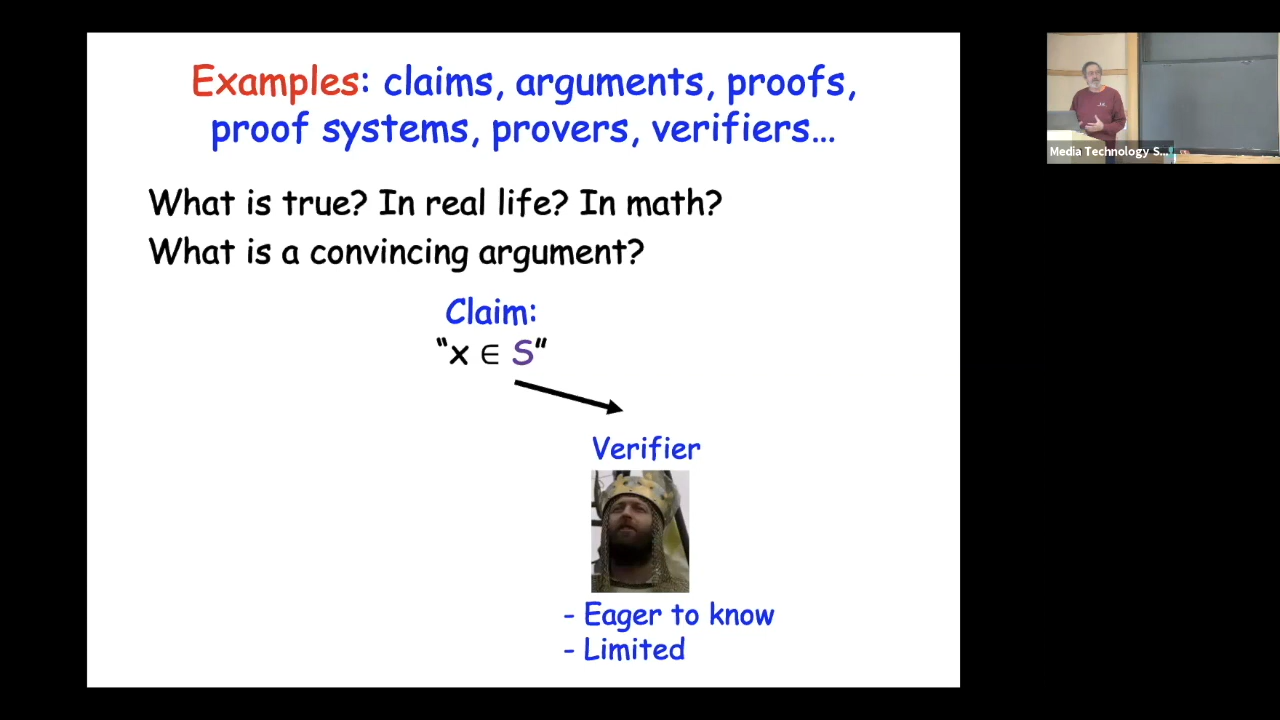 Examples: claims, arguments, proofs,
proof systems, provers, verifiers…
What is true? In real life? In math?
What is a convincing argument?
Claim:
“x ∈ S”
Verifier
- Eager to know
- Limited
Media Technology S...